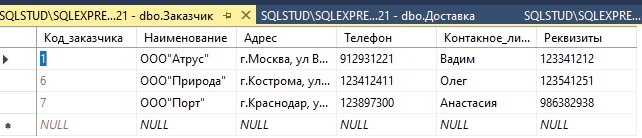 SQLSTUD\SQLEXPRE...21 - dbo.Заказчик SQLSTUD\SQLEXPRE...21 - dbo.Доставка SQLSTUD\SQLEXPRE...
Код_заказчика Наименование Адрес Телефон Контакное_ли... Реквизиты
1 ООО"Атрус" г.Москва, ул В... 912931221 Вадим 123341212
6 ООО"Природа" г.Кострома, ул... 123412411 Олег 123541251
7 ООО"Порт" г.Краснодар, у... 123897300 Анастасия 986382938
NULL NULL NULL NULL NULL NULL